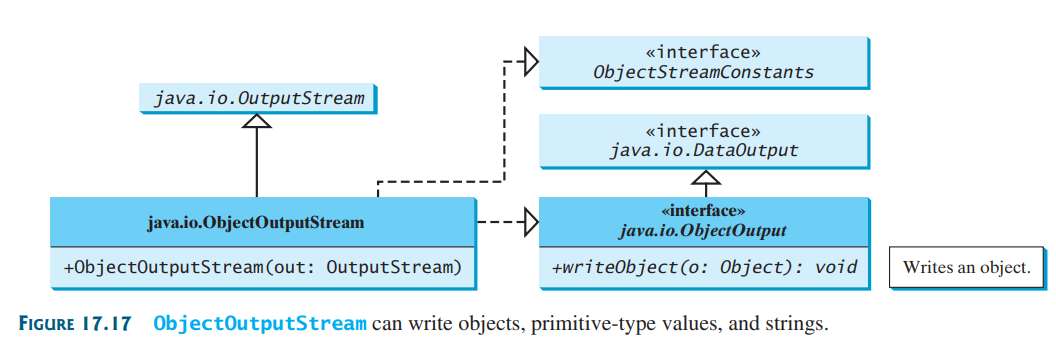 «interface»
ObjectStreamConstants
java.io.OutputStream
«interface»
java.io.DataOutput
java.io.ObjectOutputStream
«interface»
java.io.ObjectOutput
+ObjectOutputStream(out: OutputStream)
+writeObject(o: Object): void
Writes an object.
FIGURE 17.17 ObjectOutputStream can write objects, primitive-type values, and strings.